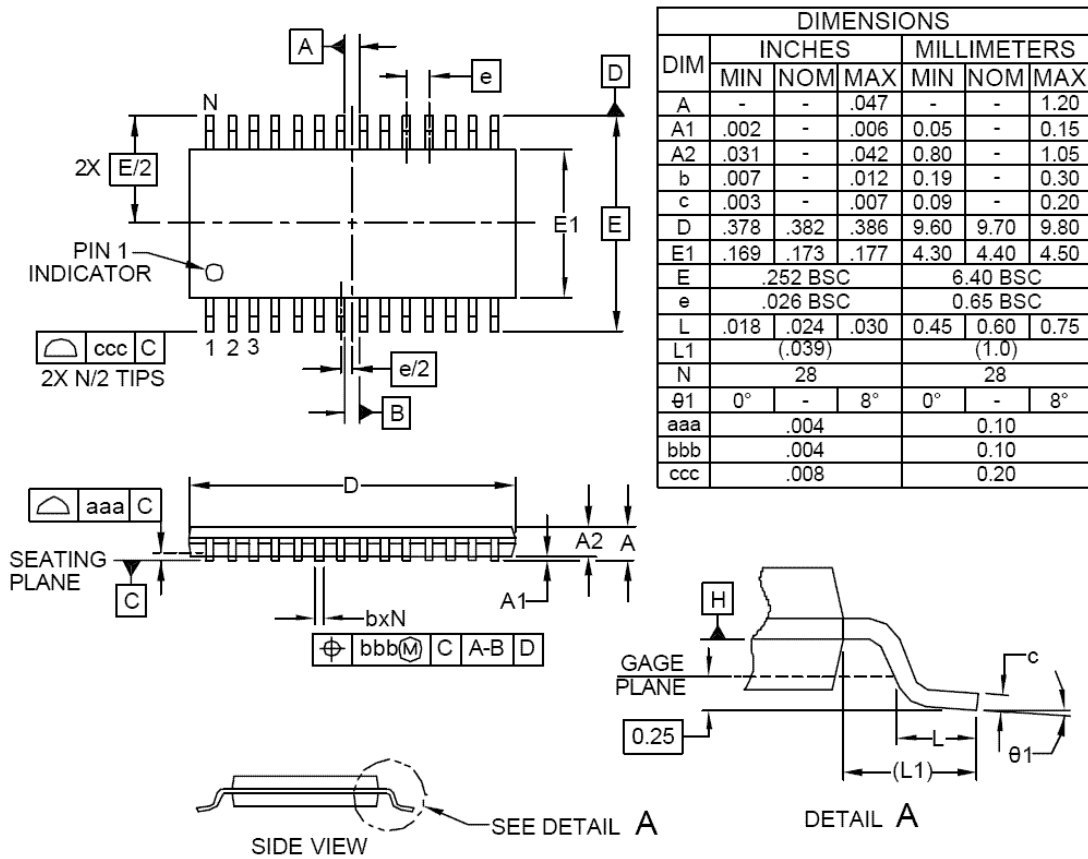 A
e
D
N
2X E/2
E1
E
PIN 1
INDICATOR
1 2 3
ccc C
2X N/2 TIPS
e/2
B
DIMENSIONS
DIM INCHES MILLIMETERS
MIN NOM MAX MIN NOM MAX
A - - .047 - - 1.20
A1 .002 - .006 0.05 - 0.15
A2 .031 - .042 0.80 - 1.05
b .007 - .012 0.19 - 0.30
c .003 - .007 0.09 - 0.20
D .378 .382 .386 9.60 9.70 9.80
E1 .169 .173 .177 4.30 4.40 4.50
E .252 BSC 6.40 BSC
e .026 BSC 0.65 BSC
L .018 .024 .030 0.45 0.60 0.75
L1 (.039) (1.0)
N 28 28
θ1 0° - 8° 0° - 8°
aaa .004 0.10
bbb .004 0.10
ccc .008 0.20
D
aaa C
A2 A
SEATING
PLANE
C
A1
bxN
bbb M C A-B D
H
GAGE
PLANE
c
0.25
L
(L1)
θ1
SEE DETAIL A
SIDE VIEW
DETAIL A